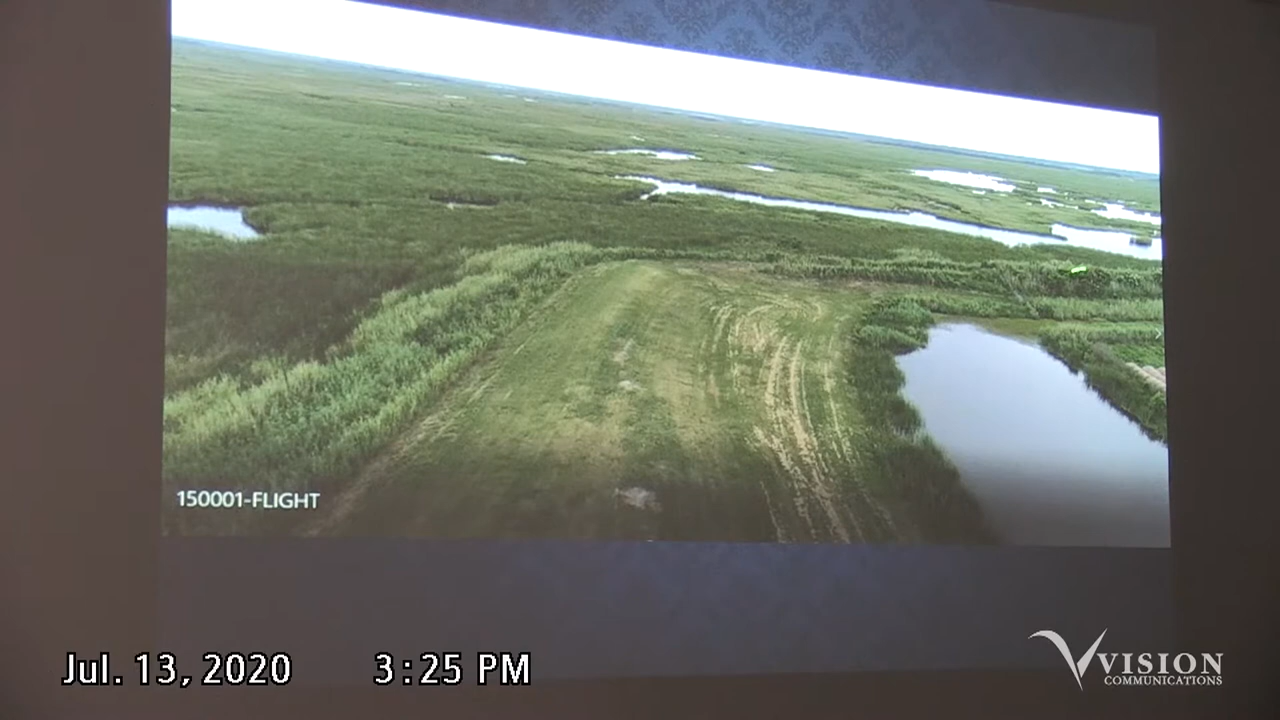 150001-FLIGHT
Jul. 13, 2020 3:25 PM
VISION
COMMUNICATIONS